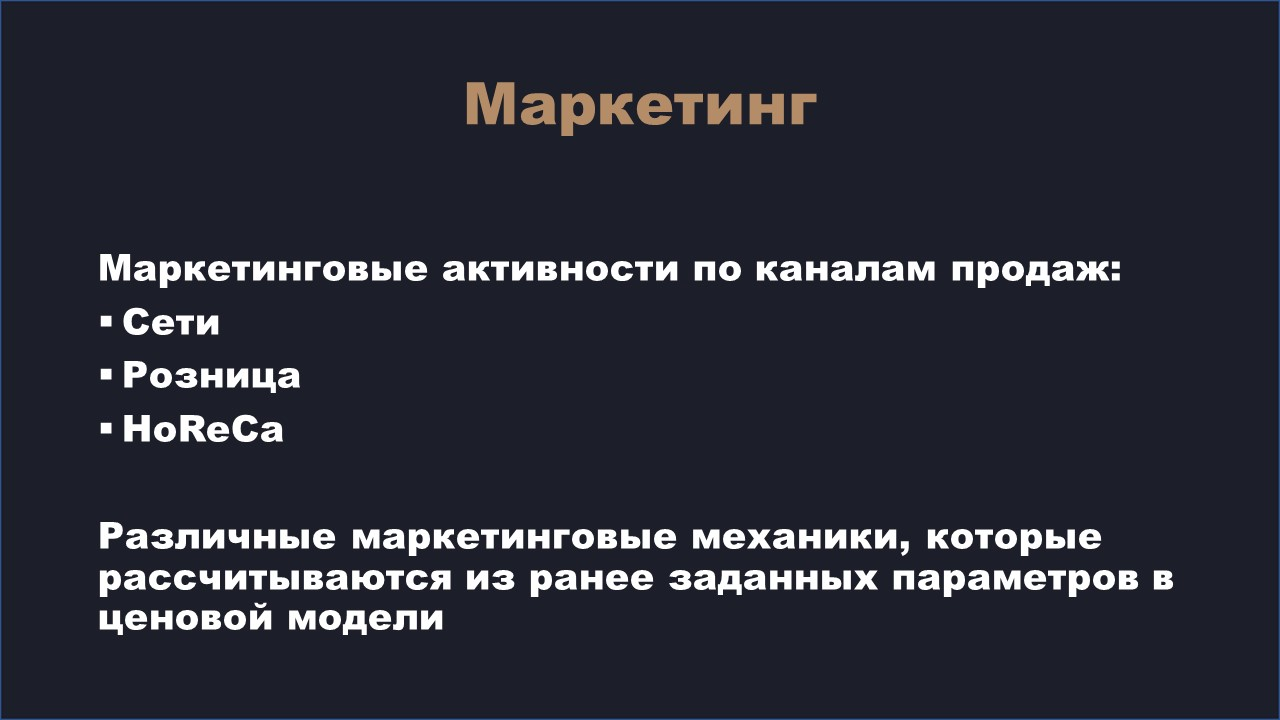 Маркетинг
Маркетинговые активности по каналам продаж:
▪ Сети
▪ Розница
▪ HoReCa
Различные маркетинговые механики, которые
рассчитываются из ранее заданных параметров в
ценовой модели